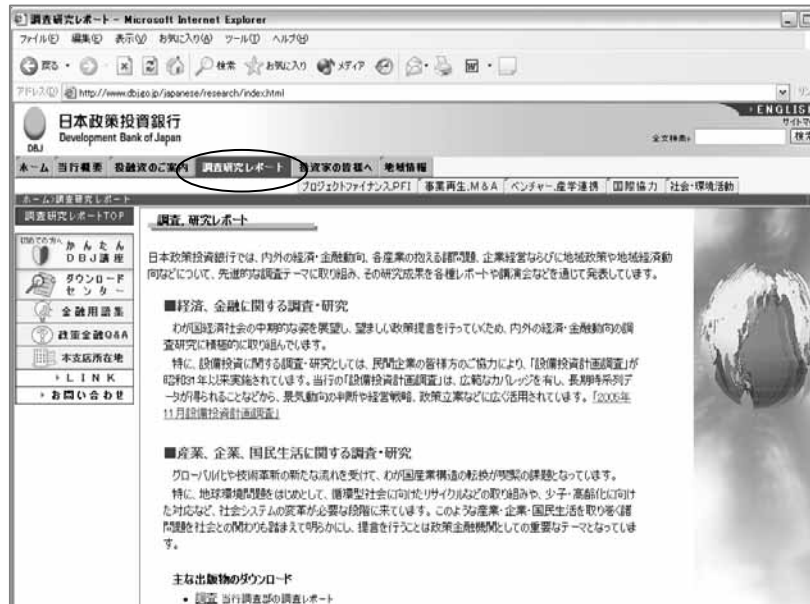 調査研究レポート - Microsoft Internet Explorer
ファイル(F) 編集(E) 表示(V) お気に入り(A) ツール(T) ヘルプ(H)
戻る 検索 お気に入り メディア
アドレス(D) http://www.dbj.go.jp/japanese/research/index.html
ENGLISH
日本政策投資銀行
Development Bank of Japan
DBJ
全文検索
ホーム 当行概要 投融資のご案内 調査研究レポート 投資家の皆様へ 地域情報
プロジェクトファイナンス,PFI 事業再生,M&A ベンチャー,産学連携 国際協力 社会・環境活動
ホーム>調査研究レポート
調査研究レポートTOP
初めての方へ かんたん
DBJ講座
ダウンロード
センター
金融用語集
政策金融Q&A
本支店所在地
LINK
お問い合わせ
調査、研究レポート
日本政策投資銀行では、内外の経済・金融動向、各産業の抱える諸問題、企業経営ならびに地域政策や地域経済動
向などについて、先進的な調査テーマに取り組み、その研究成果を各種レポートや講演会などを通じて発表しています。
■経済、金融に関する調査・研究
わが国経済社会の中期的な姿を展望し、望ましい政策提言を行っていくため、内外の経済・金融動向の調
査研究に積極的に取り組んでいます。
特に、設備投資に関する調査・研究としては、民間企業の皆様方のご協力により、「設備投資計画調査」が
昭和31年以来実施されています。当行の「設備投資計画調査」は、広範なカバレッジを有し、長期時系列デ
ータが得られることなどから、景気動向の判断や経営戦略、政策立案などに広く活用されています。「2005年
11月設備投資計画調査」
■産業、企業、国民生活に関する調査・研究
グローバル化や技術革新の新たな流れを受けて、わが国産業構造の転換が喫緊の課題となっています。
特に、地球環境問題をはじめとして、循環型社会に向けたリサイクルなどの取り組みや、少子・高齢化に向け
た対応など、社会システムの変革が必要な段階に来ています。このような産業・企業・国民生活を取り巻く諸
問題を社会との関わりも踏まえて明らかにし、提言を行うことは政策金融機関としての重要なテーマとなっていま
す。
主な出版物のダウンロード
• 調査 当行調査部の調査レポート